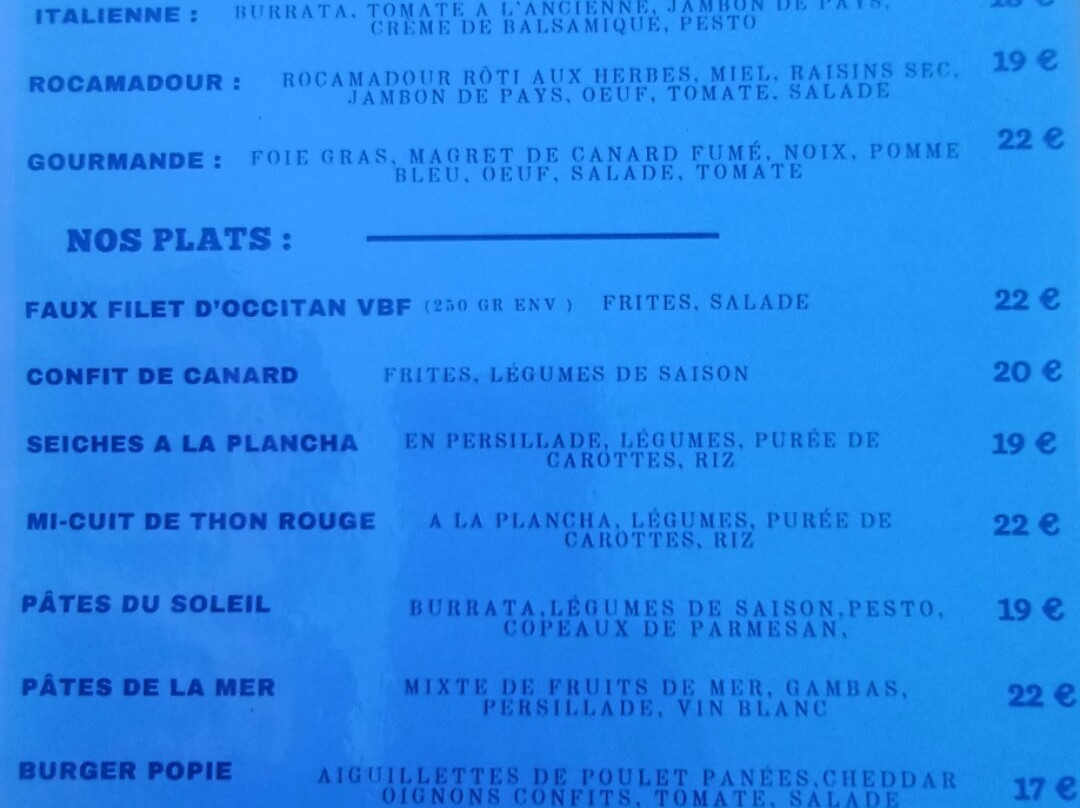 ITALIENNE : BURRATA, TOMATE A L'ANCIENNE, JAMBON DE PAYS, €
CRÈME DE BALSAMIQUE, PESTO
ROCAMADOUR : ROCAMADOUR RÔTI AUX HERBES, MIEL, RAISINS SEC, 19 €
JAMBON DE PAYS, OEUF, TOMATE, SALADE
GOURMANDE : FOIE GRAS, MAGRET DE CANARD FUMÉ, NOIX, POMME 22 €
BLEU, OEUF, SALADE, TOMATE
NOS PLATS :
FAUX FILET D'OCCITAN VBF (250 GR ENV ) FRITES, SALADE 22 €
CONFIT DE CANARD FRITES, LÉGUMES DE SAISON 20 €
SEICHES A LA PLANCHA EN PERSILLADE, LÉGUMES, PURÉE DE 19 €
CAROTTES, RIZ
MI-CUIT DE THON ROUGE A LA PLANCHA, LÉGUMES, PURÉE DE 22 €
CAROTTES, RIZ
PÂTES DU SOLEIL BURRATA,LÉGUMES DE SAISON,PESTO, 19 €
COPEAUX DE PARMESAN,
PÂTES DE LA MER MIXTE DE FRUITS DE MER, GAMBAS, 22 €
PERSILLADE, VIN BLANC
BURGER POPIE AIGUILLETTES DE POULET PANÉES,CHEDDAR 17 €
OIGNONS CONFITS, TOMATE, SALADE